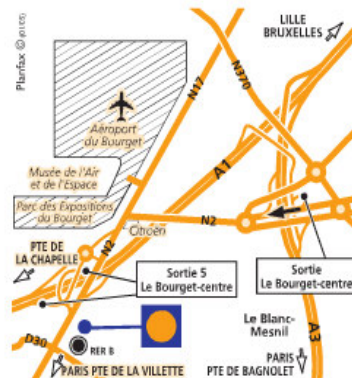 Planfax © (01/05)
LILLE
BRUXELLES
N17
N370
Aéroport
du Bourget
Musée de l'Air
et de l'Espace
A1
Parc des Expositions
du Bourget
Citroën
N2
N2
PTE DE
LA CHAPELLE
Sortie 5
Le Bourget-centre
Sortie
Le Bourget-centre
Le Blanc-
Mesnil
A3
D30
RER B
PARIS PTE DE LA VILLETTE
PARIS
PTE DE BAGNOLET